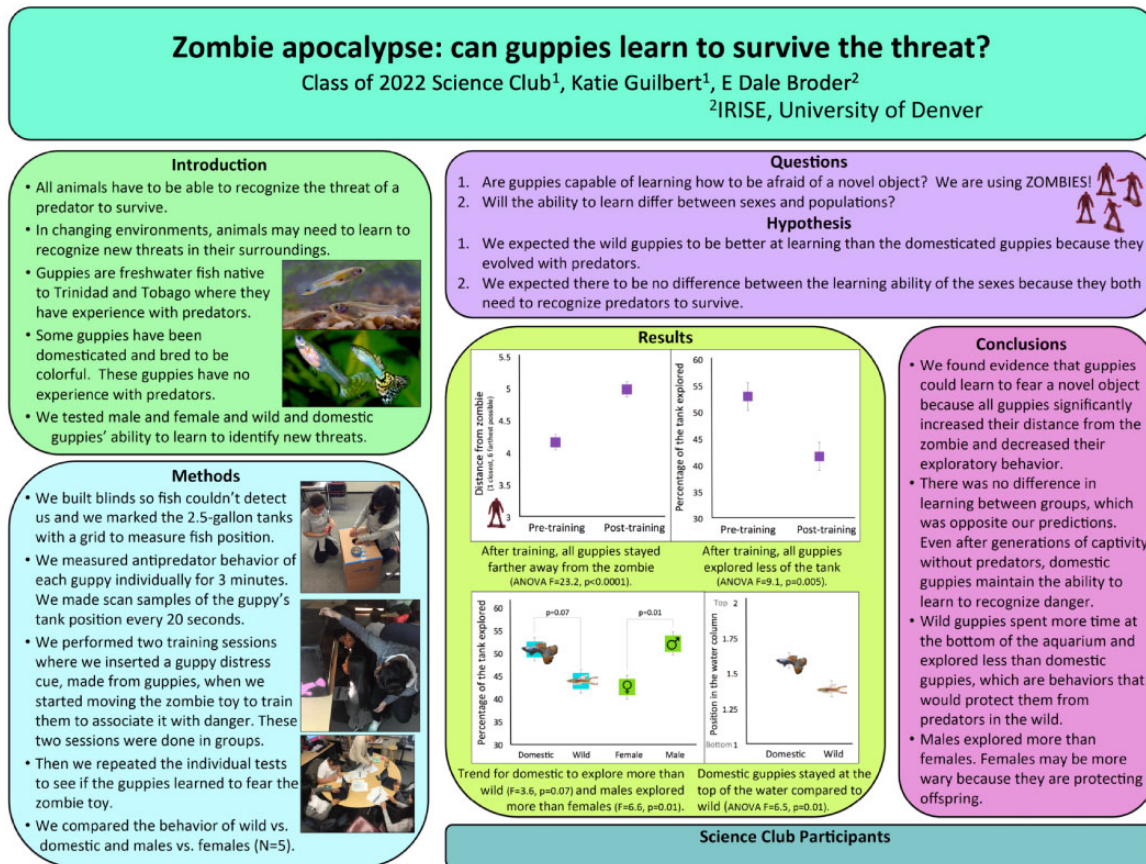 Zombie apocalypse: can guppies learn to survive the threat?
Class of 2022 Science Club¹, Katie Guilbert¹, E Dale Broder²
²IRISE, University of Denver
Introduction
• All animals have to be able to recognize the threat of a
predator to survive.
• In changing environments, animals may need to learn to
recognize new threats in their surroundings.
• Guppies are freshwater fish native
to Trinidad and Tobago where they
have experience with predators.
• Some guppies have been
domesticated and bred to be
colorful. These guppies have no
experience with predators.
• We tested male and female and wild and domestic
guppies' ability to learn to identify new threats.
Methods
• We built blinds so fish couldn't detect
us and we marked the 2.5-gallon tanks
with a grid to measure fish position.
• We measured antipredator behavior of
each guppy individually for 3 minutes.
We made scan samples of the guppy's
tank position every 20 seconds.
• We performed two training sessions
where we inserted a guppy distress
cue, made from guppies, when we
started moving the zombie toy to train
them to associate it with danger. These
two sessions were done in groups.
• Then we repeated the individual tests
to see if the guppies learned to fear the
zombie toy.
• We compared the behavior of wild vs.
domestic and males vs. females (N=5).
Questions
1. Are guppies capable of learning how to be afraid of a novel object? We are using ZOMBIES!
2. Will the ability to learn differ between sexes and populations?
Hypothesis
1. We expected the wild guppies to be better at learning than the domesticated guppies because they
evolved with predators.
2. We expected there to be no difference between the learning ability of the sexes because they both
need to recognize predators to survive.
Results
Distance from zombie
(1 closest, 6 farthest possible)
5.5
5
4.5
4
3.5
3
Pre-training Post-training
After training, all guppies stayed
farther away from the zombie
(ANOVA F=23.2, p<0.0001).
Percentage of the tank explored
60
55
50
45
40
35
30
Pre-training Post-training
After training, all guppies
explored less of the tank
(ANOVA F=9.1, p=0.005).
Percentage of the tank explored
60
55
50
45
40
35
30
p=0.07 p=0.01
♀ ♂
Domestic Wild Female Male
Trend for domestic to explore more than
wild (F=3.6, p=0.07) and males explored
more than females (F=6.6, p=0.01).
Position in the water column
Top 2
1.75
1.5
1.25
Bottom 1
Domestic Wild
Domestic guppies stayed at the
top of the water compared to
wild (ANOVA F=6.5, p=0.01).
Conclusions
• We found evidence that guppies
could learn to fear a novel object
because all guppies significantly
increased their distance from the
zombie and decreased their
exploratory behavior.
• There was no difference in
learning between groups, which
was opposite our predictions.
Even after generations of captivity
without predators, domestic
guppies maintain the ability to
learn to recognize danger.
• Wild guppies spent more time at
the bottom of the aquarium and
explored less than domestic
guppies, which are behaviors that
would protect them from
predators in the wild.
• Males explored more than
females. Females may be more
wary because they are protecting
offspring.
Science Club Participants